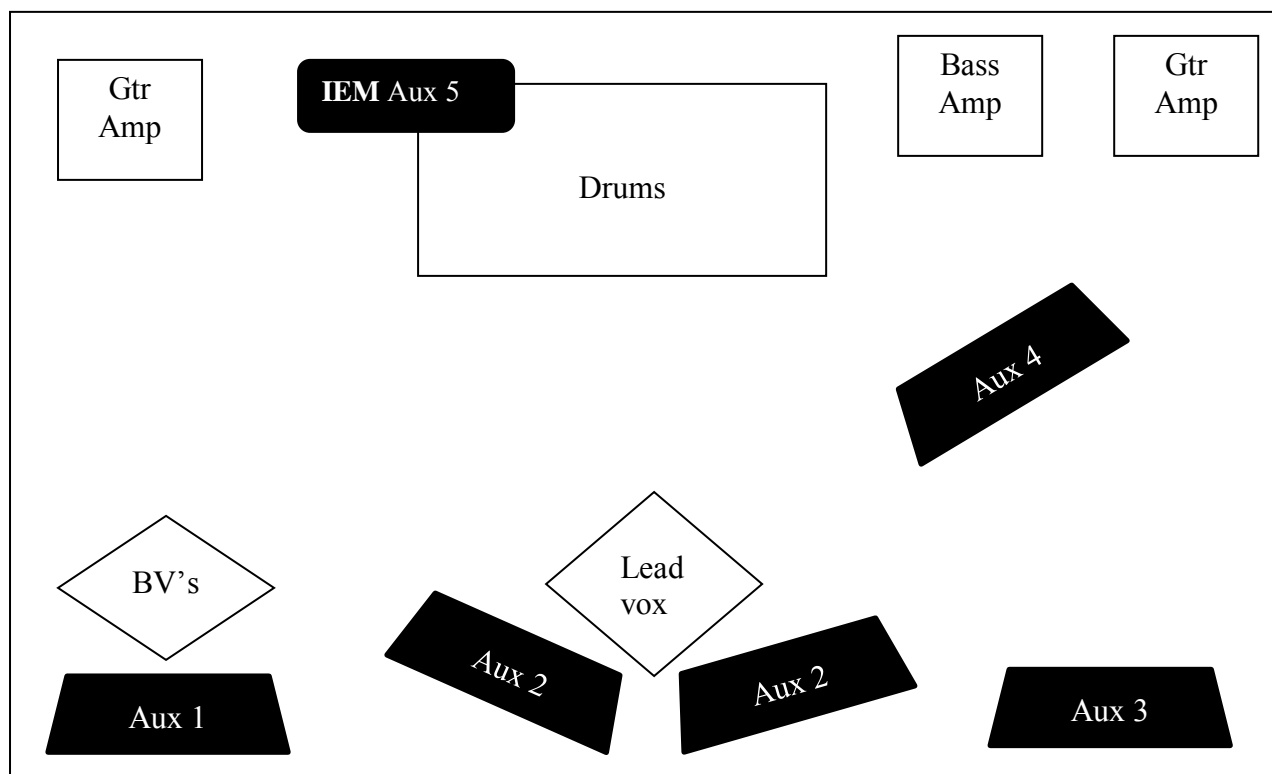 Gtr
Amp
IEM Aux 5
Bass
Amp
Gtr
Amp
Drums
Aux 4
BV’s
Lead
vox
Aux 2
Aux 2
Aux 1
Aux 3